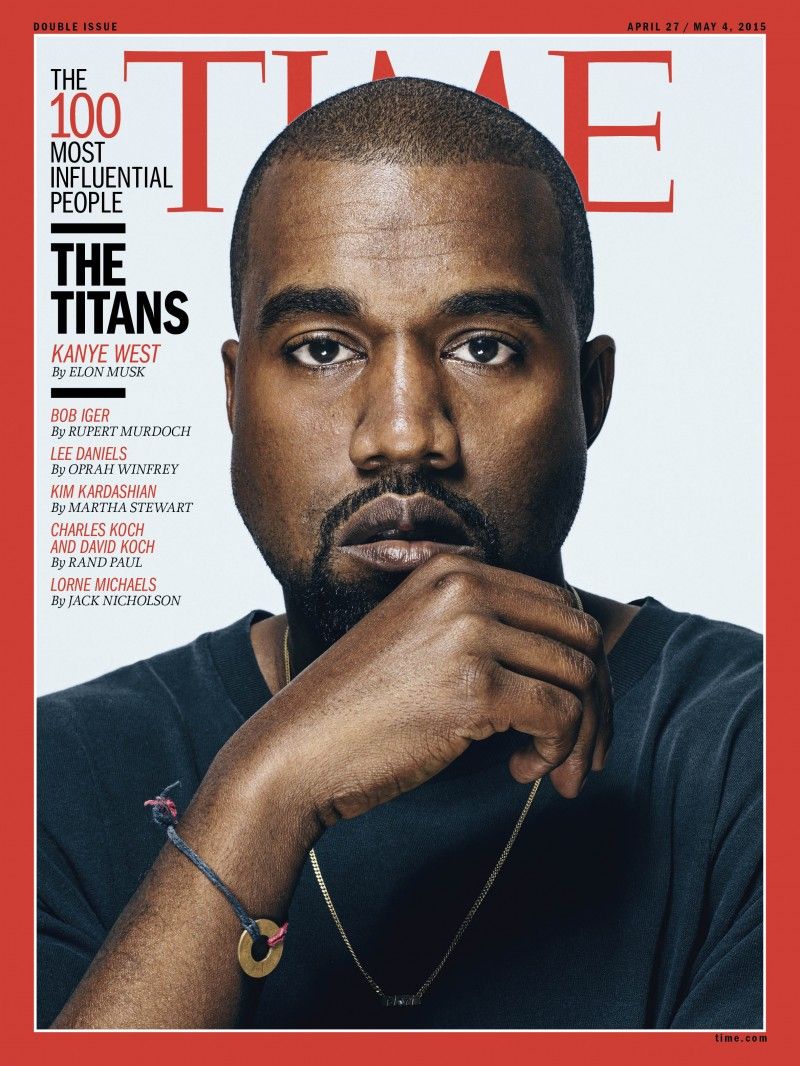 DOUBLE ISSUE
APRIL 27 / MAY 4, 2015
TIME
THE
100
MOST
INFLUENTIAL
PEOPLE
THE
TITANS
KANYE WEST
By ELON MUSK
BOB IGER
By RUPERT MURDOCH
LEE DANIELS
By OPRAH WINFREY
KIM KARDASHIAN
By MARTHA STEWART
CHARLES KOCH
AND DAVID KOCH
By RAND PAUL
LORNE MICHAELS
By JACK NICHOLSON
time.com